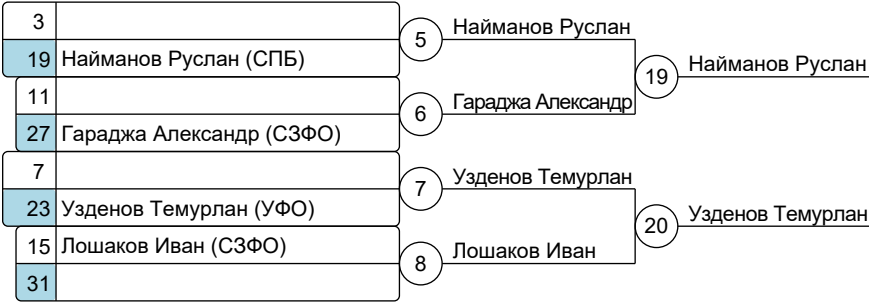 3
19 Найманов Руслан (СПБ)
11
27 Гараджа Александр (СЗФО)
7
23 Узденов Темурлан (УФО)
15 Лошаков Иван (СЗФО)
31
5
6
7
8
Найманов Руслан
Гараджа Александр
Узденов Темурлан
Лошаков Иван
19
20
Найманов Руслан
Узденов Темурлан